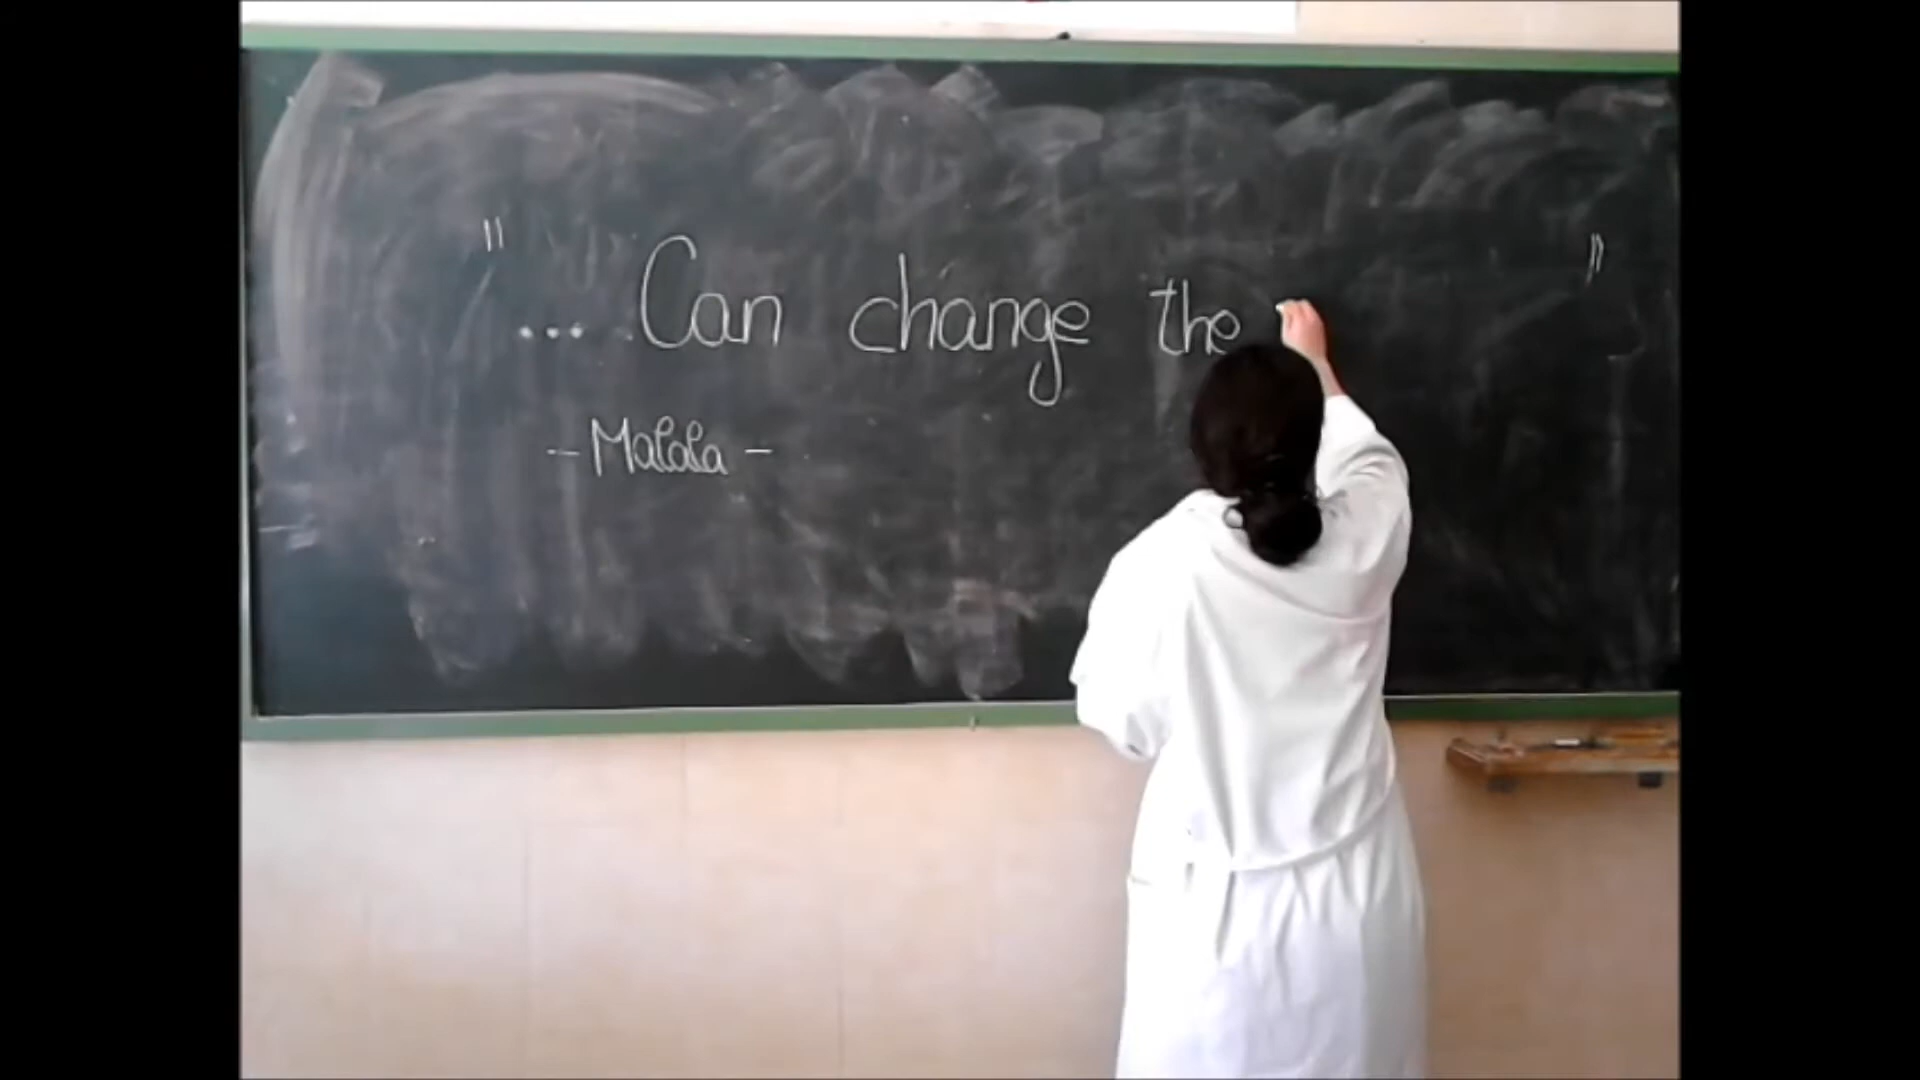 "... Can change the "
- Malala -